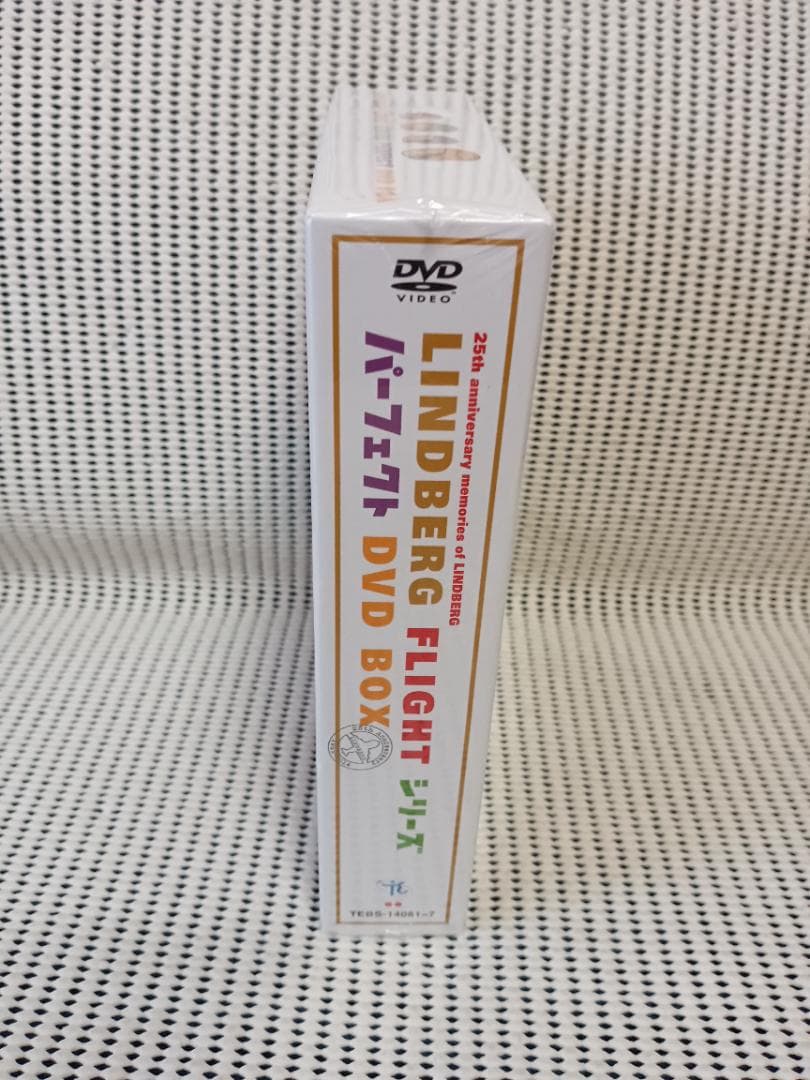 DVD
VIDEO
25th anniversary memories of LINDBERG
LINDBERG FLIGHT シリーズ
パーフェクト DVD BOX
TEBS-14081~7